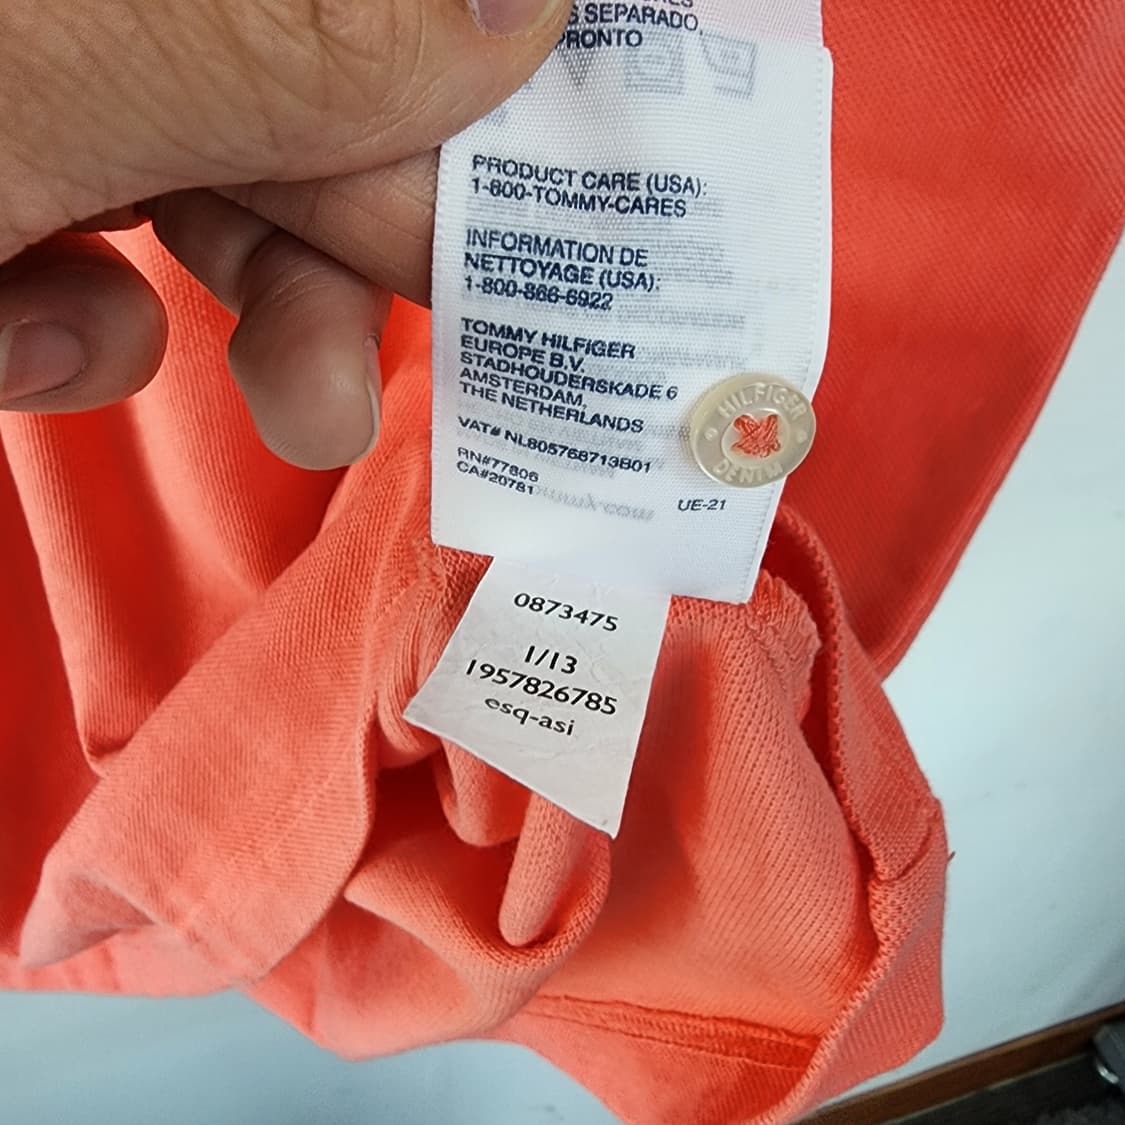 S SEPARADO,
PRONTO
PRODUCT CARE (USA):
1-800-TOMMY-CARES
INFORMATION DE
NETTOYAGE (USA):
1-800-866-6922
TOMMY HILFIGER
EUROPE B.V.
STADHOUDERSKADE 6
AMSTERDAM,
THE NETHERLANDS
VAT# NL805768713B01
RN#77806
CA#20781
UE-21
HILFIGER
DENIM
0873475
1/13
1957826785
esq-asi